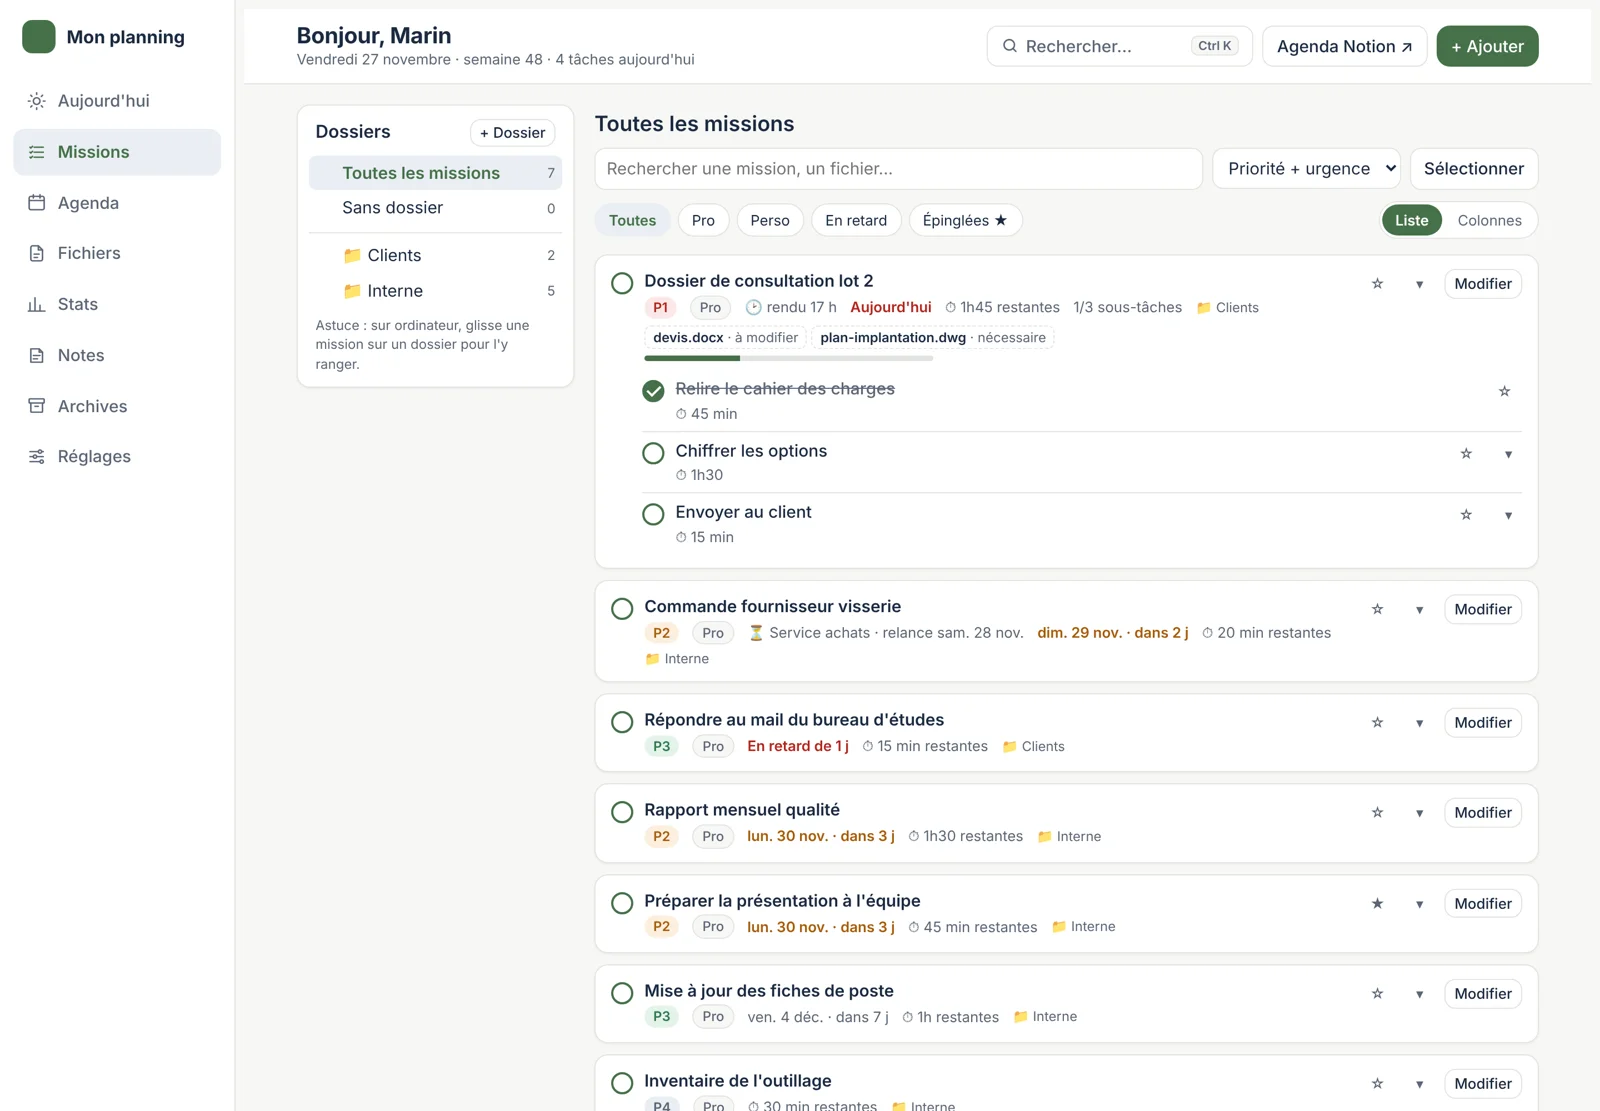 Mon planning
Aujourd'hui
Missions
Agenda
Fichiers
Stats
Notes
Archives
Réglages
Bonjour, Marin
Vendredi 27 novembre · semaine 48 · 4 tâches aujourd'hui
Rechercher... Ctrl K
Agenda Notion ↗
+ Ajouter
Dossiers
+ Dossier
Toutes les missions 7
Sans dossier 0
📁 Clients 2
📁 Interne 5
Astuce : sur ordinateur, glisse une
mission sur un dossier pour l'y
ranger.
Toutes les missions
Rechercher une mission, un fichier...
Priorité + urgence
Sélectionner
Toutes Pro Perso En retard Épinglées ★
Liste Colonnes
Dossier de consultation lot 2 ☆ ▾ Modifier
P1 Pro 🕑 rendu 17 h Aujourd'hui ⏱ 1h45 restantes 1/3 sous-tâches 📁 Clients
devis.docx · à modifier plan-implantation.dwg · nécessaire
Relire le cahier des charges ☆
⏱ 45 min
Chiffrer les options ☆ ▾
⏱ 1h30
Envoyer au client ☆ ▾
⏱ 15 min
Commande fournisseur visserie ☆ ▾ Modifier
P2 Pro ⏳ Service achats · relance sam. 28 nov. dim. 29 nov. · dans 2 j ⏱ 20 min restantes
📁 Interne
Répondre au mail du bureau d'études ☆ ▾ Modifier
P3 Pro En retard de 1 j ⏱ 15 min restantes 📁 Clients
Rapport mensuel qualité ☆ ▾ Modifier
P2 Pro lun. 30 nov. · dans 3 j ⏱ 1h30 restantes 📁 Interne
Préparer la présentation à l'équipe ★ ▾ Modifier
P2 Pro lun. 30 nov. · dans 3 j ⏱ 45 min restantes 📁 Interne
Mise à jour des fiches de poste ☆ ▾ Modifier
P3 Pro ven. 4 déc. · dans 7 j ⏱ 1h restantes 📁 Interne
Inventaire de l'outillage ☆ ▾ Modifier
P4 Pro ⏱ 30 min restantes 📁 Interne